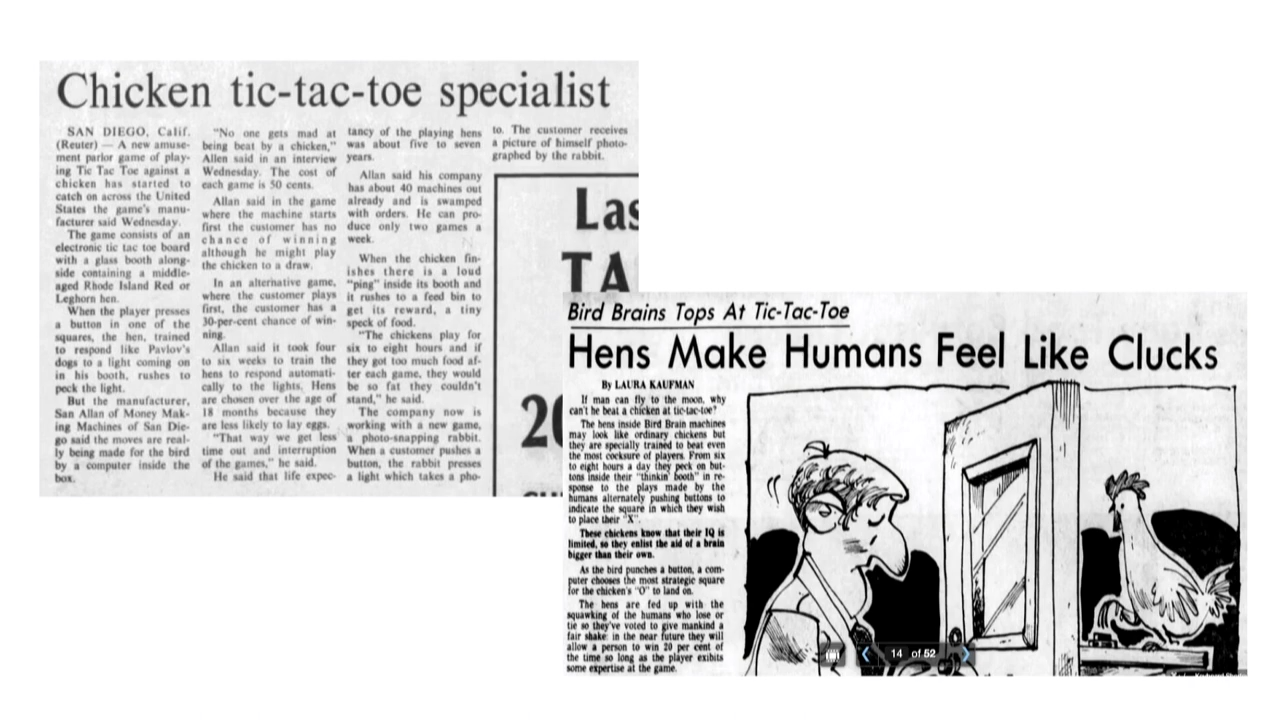 Chicken tic-tac-toe specialist
SAN DIEGO, Calif.
(Reuter) — A new amuse-
ment parlor game of play-
ing Tic Tac Toe against a
chicken has started to
catch on across the United
States the game's manu-
facturer said Wednesday.
The game consists of an
electronic tic tac toe board
with a glass booth along-
side containing a middle-
aged Rhode Island Red or
Leghorn hen.
When the player presses
a button in one of the
squares, the hen, trained
to respond like Pavlov's
dogs to a light coming on
in his booth, rushes to
peck the light.
But the manufacturer,
San Allan of Money Mak-
ing Machines of San Die-
go said the moves are real-
ly being made for the bird
by a computer inside the
box.
"No one gets mad at
being beat by a chicken,"
Allen said in an interview
Wednesday. The cost of
each game is 50 cents.
Allan said in the game
where the machine starts
first the customer has no
chance of winning
although he might play
the chicken to a draw.
In an alternative game,
where the customer plays
first, the customer has a
30-per-cent chance of win-
ning.
Allan said it took four
to six weeks to train the
hens to respond automati-
cally to the lights. Hens
are chosen over the age of
18 months because they
are less likely to lay eggs.
"That way we get less
time out and interruption
of the games," he said.
He said that life expec-
tancy of the playing hens
was about five to seven
years.
Allan said his company
has about 40 machines out
already and is swamped
with orders. He can pro-
duce only two games a
week.
When the chicken fin-
ishes there is a loud
"ping" inside its booth and
it rushes to a feed bin to
get its reward, a tiny
speck of food.
"The chickens play for
six to eight hours and if
they got too much food af-
ter each game, they would
be so fat they couldn't
stand," he said.
The company now is
working with a new game,
a photo-snapping rabbit.
When a customer pushes a
button, the rabbit presses
a light which takes a pho-
to. The customer receives
a picture of himself photo-
graphed by the rabbit.
Las
TA
20
Bird Brains Tops At Tic-Tac-Toe
Hens Make Humans Feel Like Clucks
By LAURA KAUFMAN
If man can fly to the moon, why
can't he beat a chicken at tic-tac-toe?
The hens inside Bird Brain machines
may look like ordinary chickens but
they are specially trained to beat even
the most cocksure of players. From six
to eight hours a day they peck on but-
tons inside their "thinkin' booth" in re-
sponse to the plays made by the
humans alternately pushing buttons to
indicate the square in which they wish
to place their "X".
These chickens know that their IQ is
limited, so they enlist the aid of a brain
bigger than their own.
As the bird punches a button, a com-
puter chooses the most strategic square
for the chicken's "O" to land on.
The hens are fed up with the
squawking of the humans who lose or
tie so they've voted to give mankind a
fair shake: in the near future they will
allow a person to win 20 per cent of
the time so long as the player exibits
some expertise at the game.
14 of 52